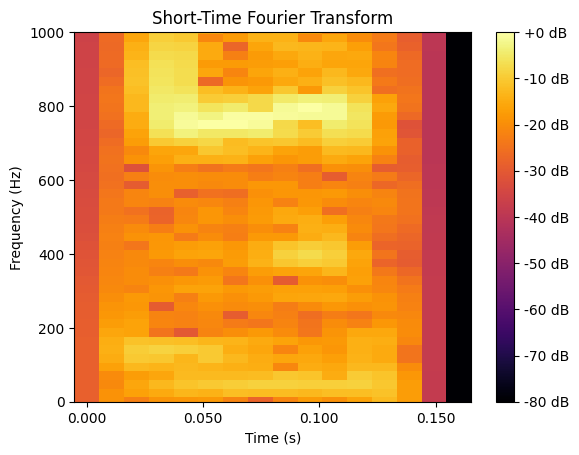 Short-Time Fourier Transform
1000
800
600
400
200
0
Frequency (Hz)
0.000
0.050
0.100
0.150
Time (s)
+0 dB
-10 dB
-20 dB
-30 dB
-40 dB
-50 dB
-60 dB
-70 dB
-80 dB